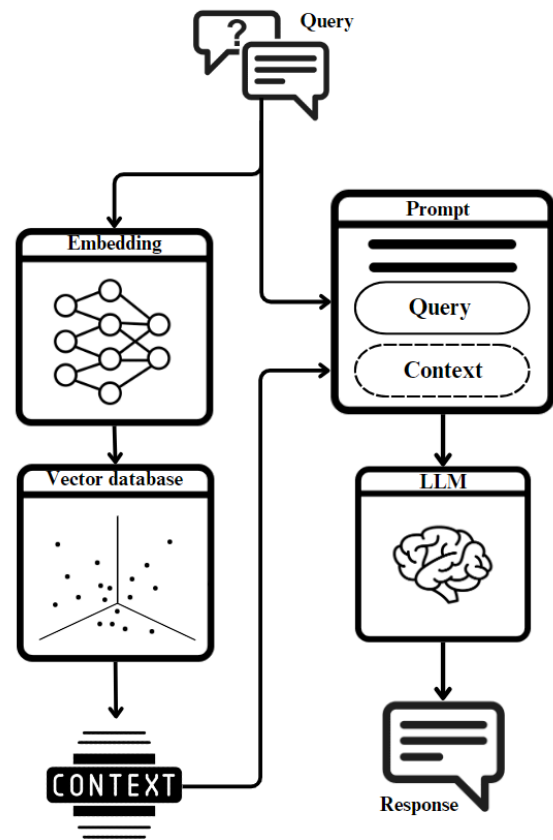 ?
Query
Embedding
Prompt
Query
Context
Vector database
LLM
CONTEXT
Response